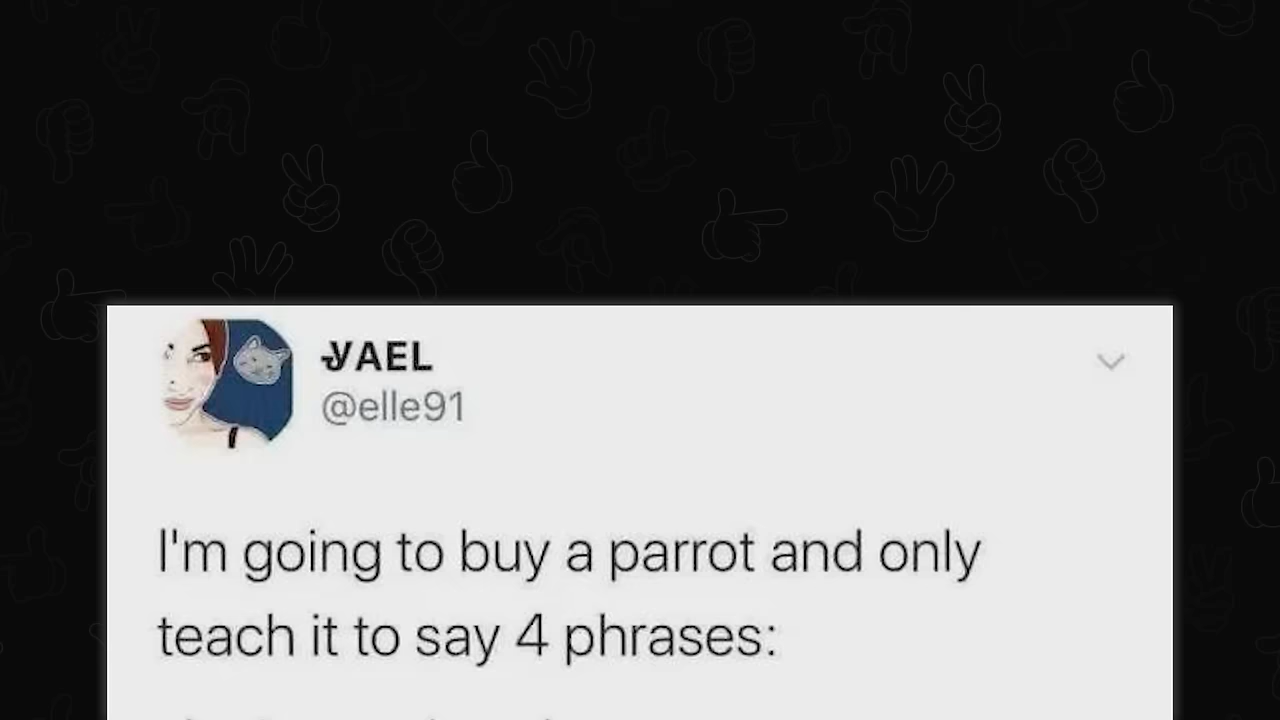 YAEL
@elle91
I'm going to buy a parrot and only
teach it to say 4 phrases: